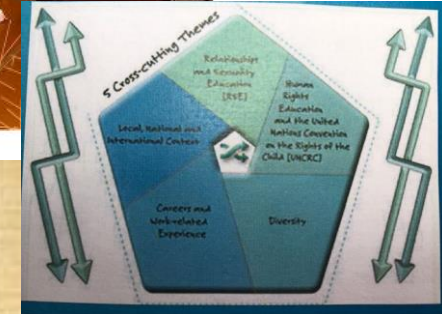 5 Cross-cutting Themes
Relationships
and Sexuality
Education
[RSE]
Human
Rights
Education
and the United
Nations Convention
on the Rights of the
Child [UNCRC]
Local, National and
International Context
Careers and
Work-related
Experience
Diversity